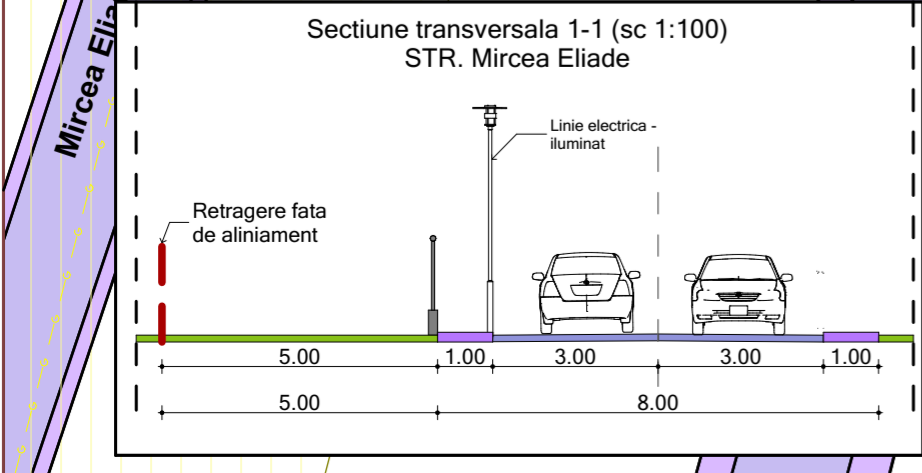 Sectiune transversala 1-1 (sc 1:100)
STR. Mircea Eliade
Mircea Elia
Linie electrica -
iluminat
Retragere fata
de aliniament
5.00 1.00 3.00 3.00 1.00
5.00 8.00
G
G
G
G
G
G